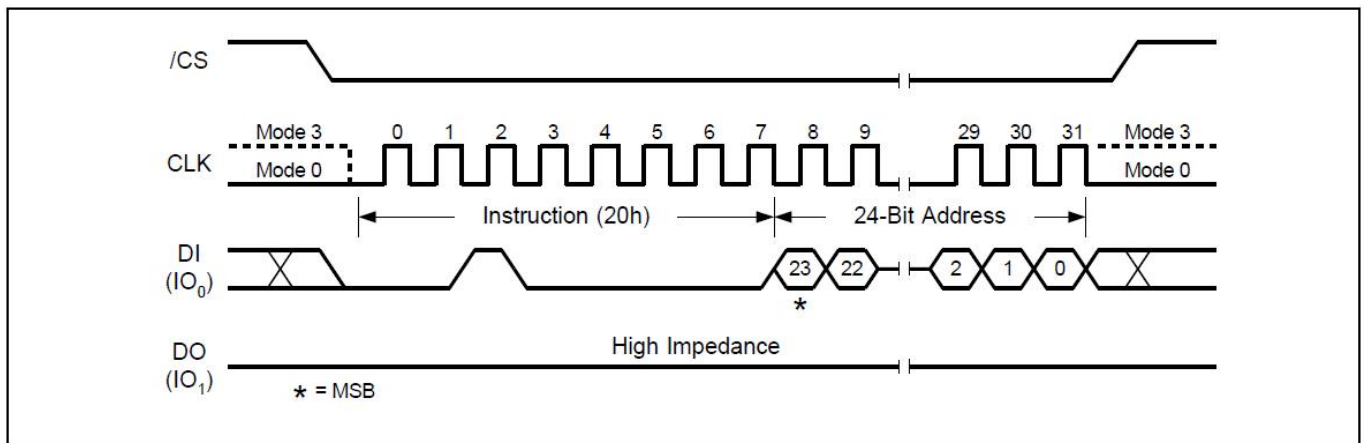 /CS
Mode 3 0 1 2 3 4 5 6 7 8 9 29 30 31 Mode 3
CLK
Mode 0 Mode 0
Instruction (20h) 24-Bit Address
DI
(IO0)
23 22 2 1 0
*
DO
(IO1)
High Impedance
* = MSB